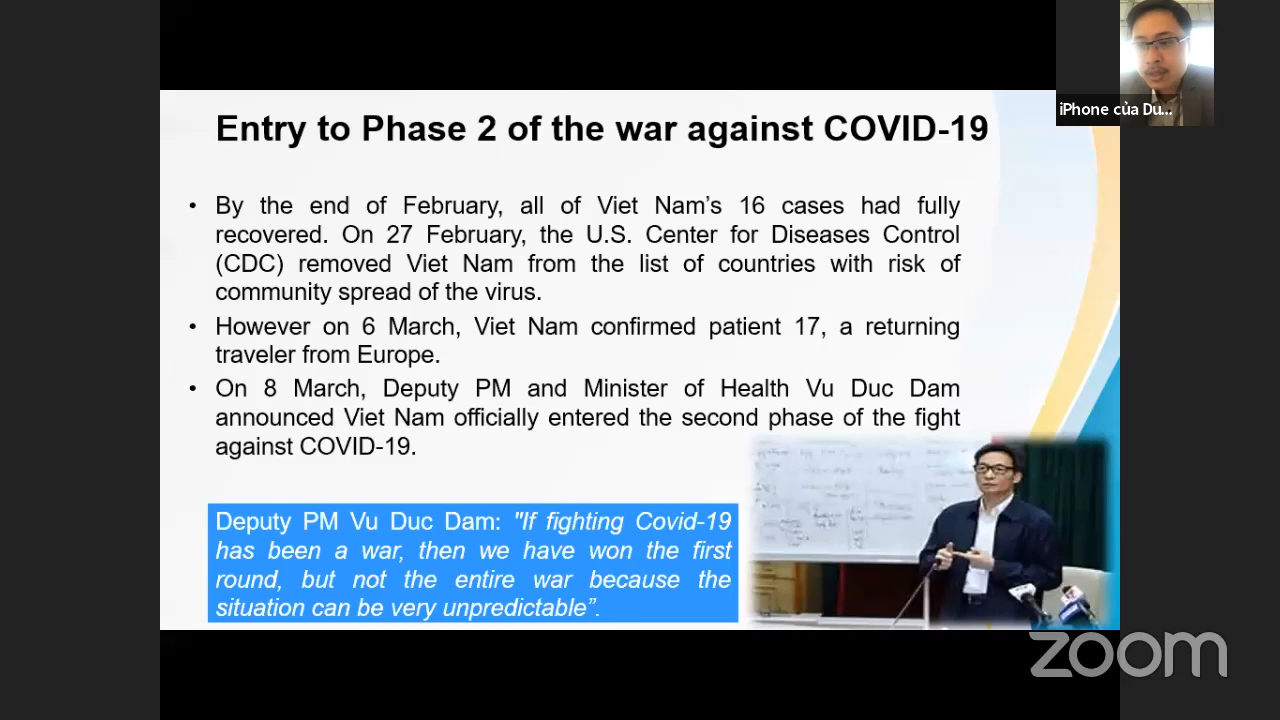 iPhone của Du...
Entry to Phase 2 of the war against COVID-19
• By the end of February, all of Viet Nam's 16 cases had fully
recovered. On 27 February, the U.S. Center for Diseases Control
(CDC) removed Viet Nam from the list of countries with risk of
community spread of the virus.
• However on 6 March, Viet Nam confirmed patient 17, a returning
traveler from Europe.
• On 8 March, Deputy PM and Minister of Health Vu Duc Dam
announced Viet Nam officially entered the second phase of the fight
against COVID-19.
Deputy PM Vu Duc Dam: "If fighting Covid-19
has been a war, then we have won the first
round, but not the entire war because the
situation can be very unpredictable”.
zoom